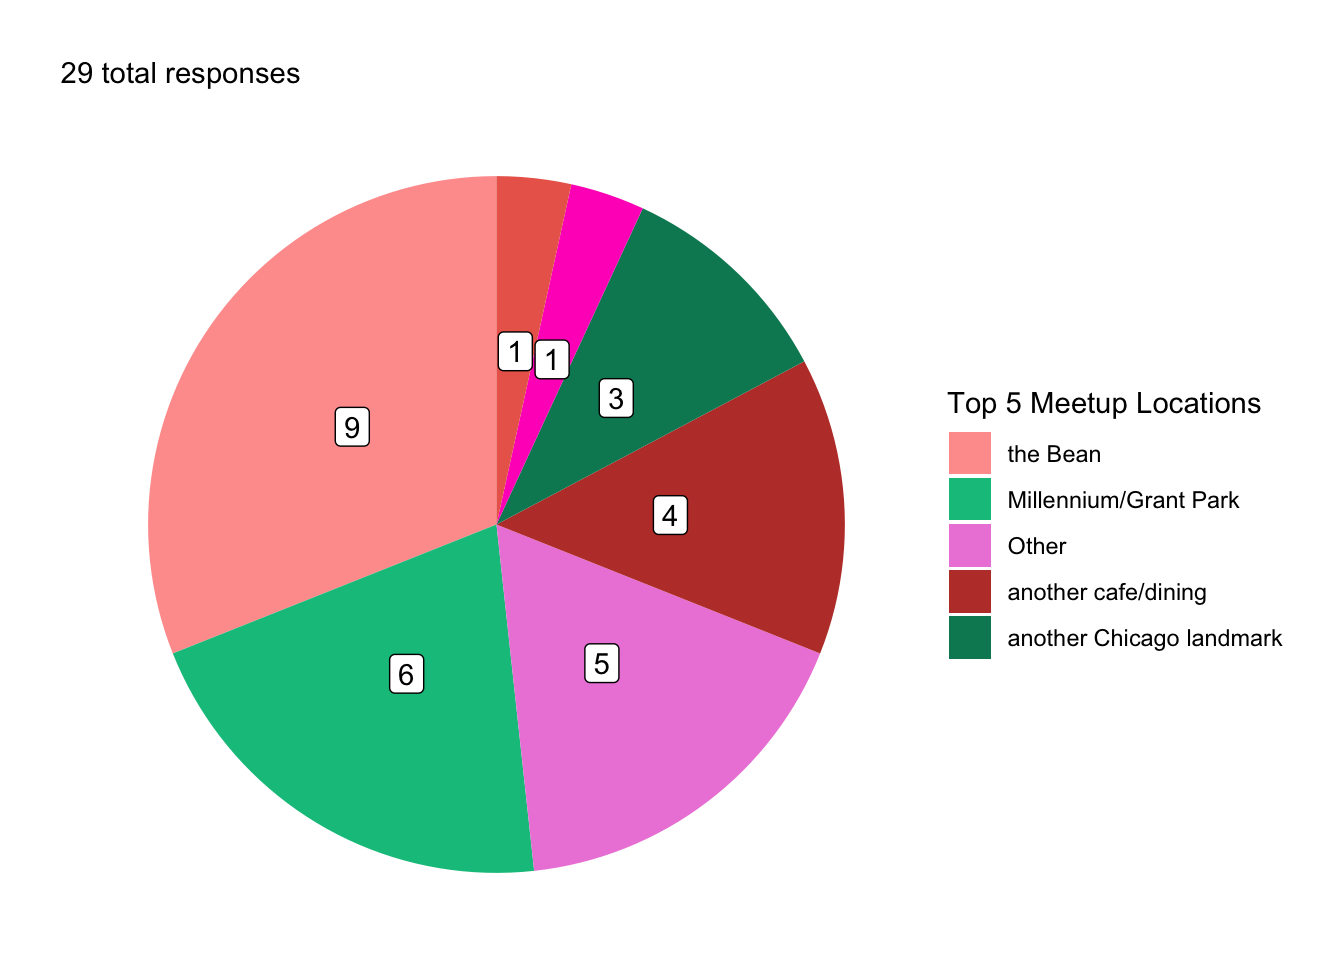 29 total responses
1
1
3
9
4
6
5
Top 5 Meetup Locations
the Bean
Millennium/Grant Park
Other
another cafe/dining
another Chicago landmark